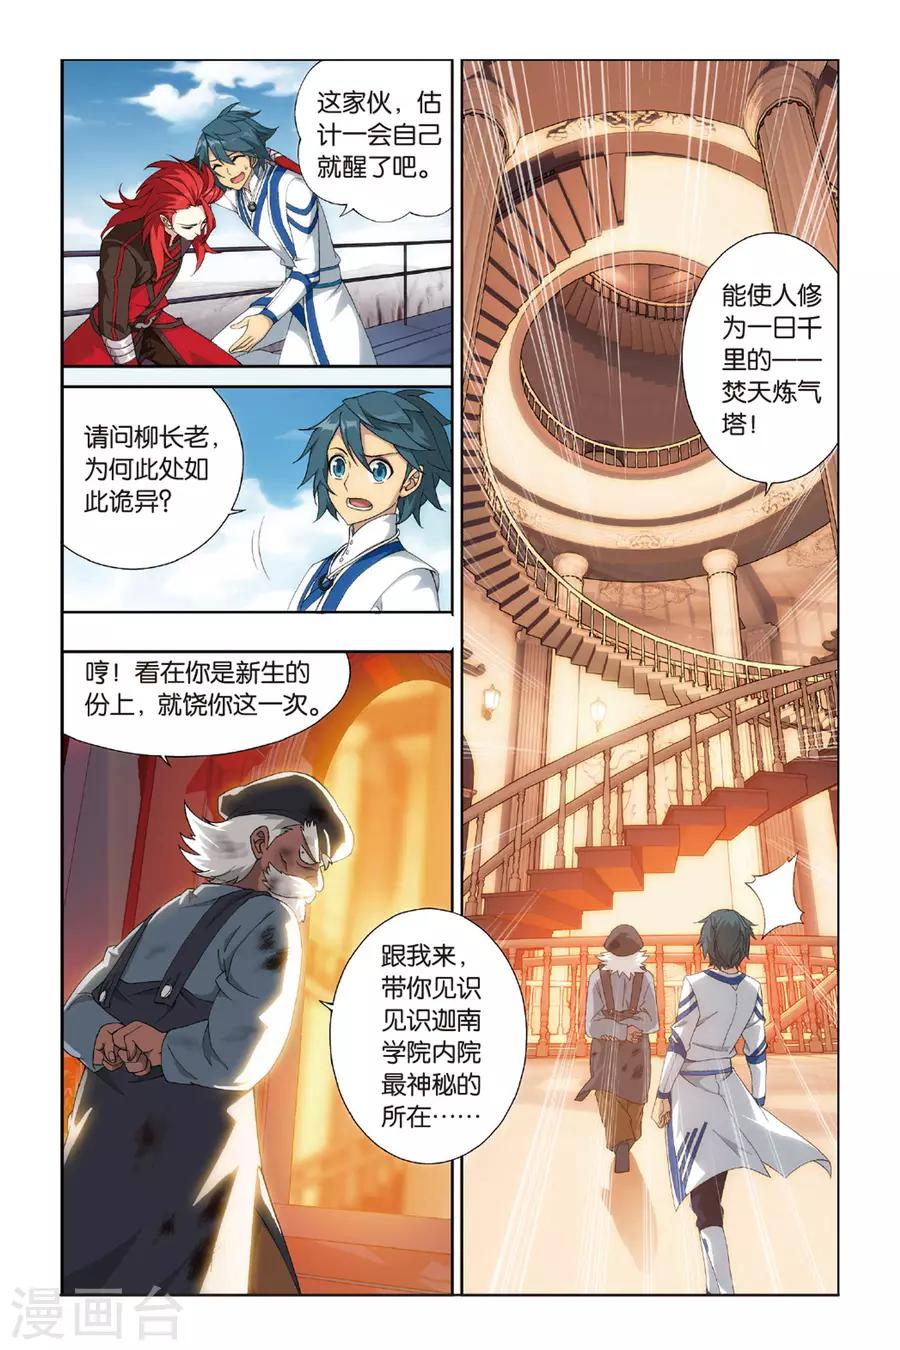 这家伙，估
计一会自己
就醒了吧。
请问柳长老，
为何此处如
此诡异？
哼！看在你是新生的
份上，就饶你这一次。
跟我来，
带你见识
见识迦南
学院内院
最神秘的
所在……
能使人修
为一日千
里的——
焚天炼气
塔！
漫画台